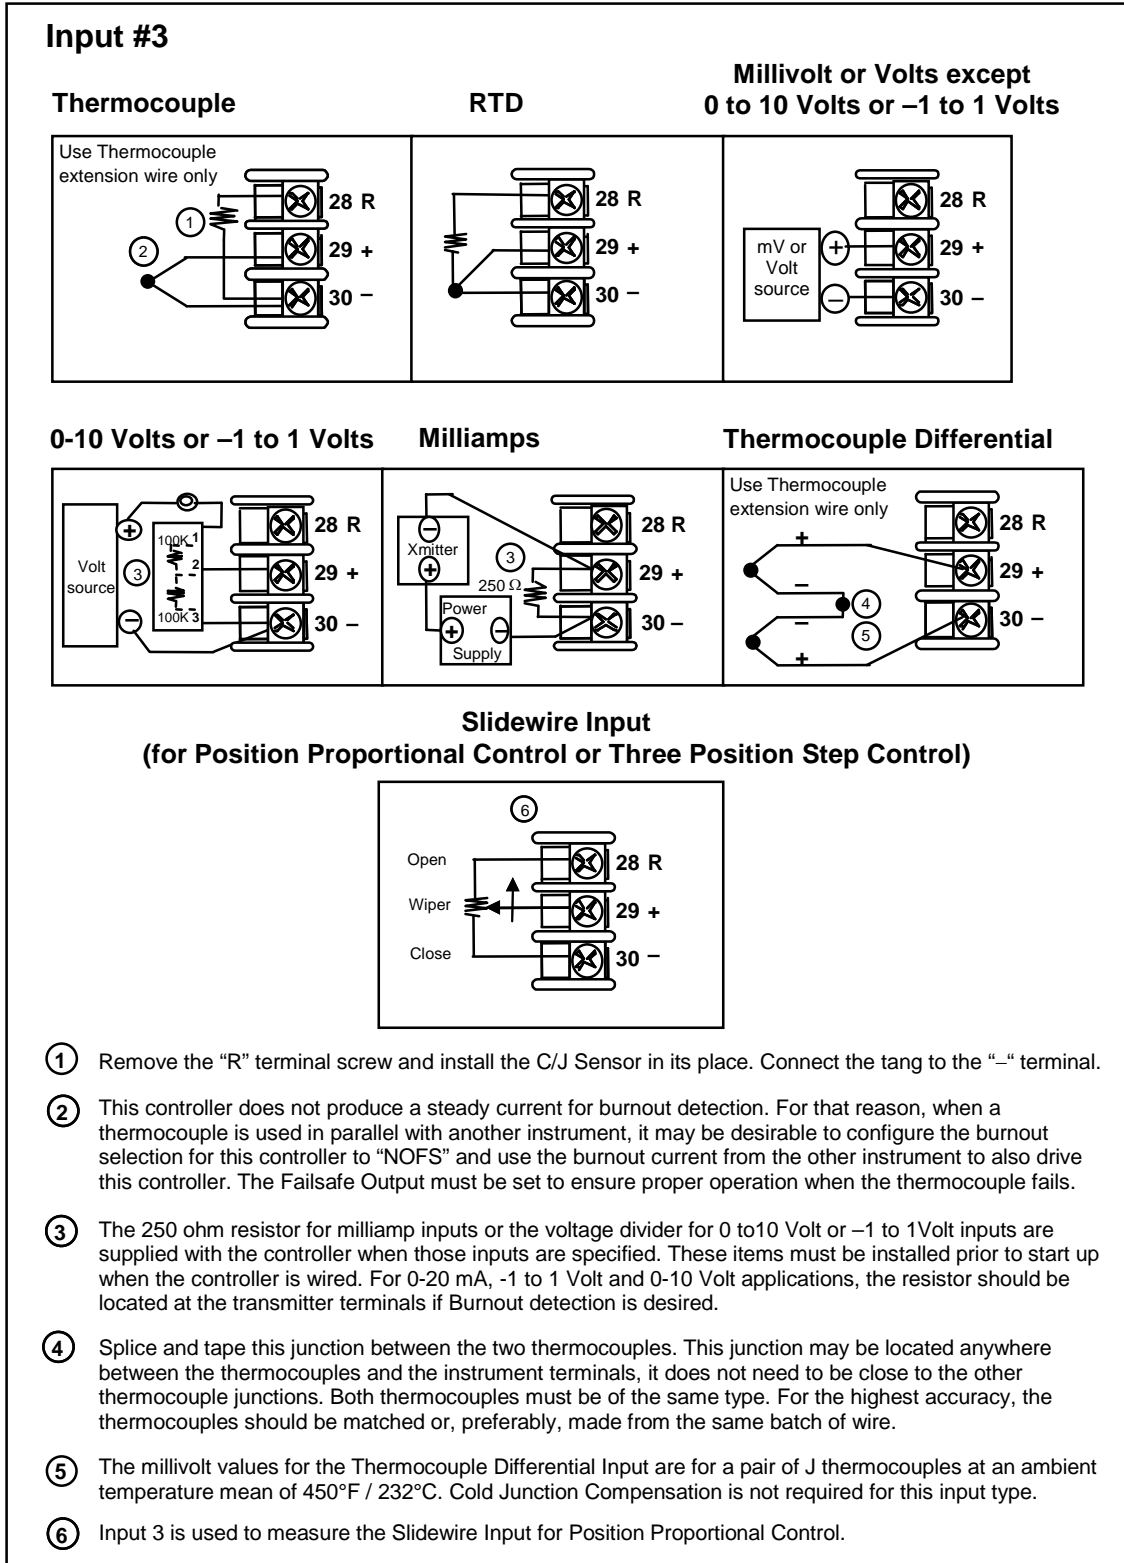 Input #3
Thermocouple
RTD
Millivolt or Volts except
0 to 10 Volts or –1 to 1 Volts
Use Thermocouple
extension wire only
1
2
28 R
29 +
30 –
28 R
29 +
30 –
mV or
Volt
source
+
–
28 R
29 +
30 –
0-10 Volts or –1 to 1 Volts
Milliamps
Thermocouple Differential
Volt
source
+
–
3
100K 1
2
100K 3
28 R
29 +
30 –
–
Xmitter
+
3
250 Ω
Power
+ –
Supply
28 R
29 +
30 –
Use Thermocouple
extension wire only
+
–
4
–
5
+
28 R
29 +
30 –
Slidewire Input
(for Position Proportional Control or Three Position Step Control)
6
Open
Wiper
Close
28 R
29 +
30 –
1 Remove the “R” terminal screw and install the C/J Sensor in its place. Connect the tang to the “–“ terminal.
2 This controller does not produce a steady current for burnout detection. For that reason, when a
thermocouple is used in parallel with another instrument, it may be desirable to configure the burnout
selection for this controller to “NOFS” and use the burnout current from the other instrument to also drive
this controller. The Failsafe Output must be set to ensure proper operation when the thermocouple fails.
3 The 250 ohm resistor for milliamp inputs or the voltage divider for 0 to10 Volt or –1 to 1Volt inputs are
supplied with the controller when those inputs are specified. These items must be installed prior to start up
when the controller is wired. For 0-20 mA, -1 to 1 Volt and 0-10 Volt applications, the resistor should be
located at the transmitter terminals if Burnout detection is desired.
4 Splice and tape this junction between the two thermocouples. This junction may be located anywhere
between the thermocouples and the instrument terminals, it does not need to be close to the other
thermocouple junctions. Both thermocouples must be of the same type. For the highest accuracy, the
thermocouples should be matched or, preferably, made from the same batch of wire.
5 The millivolt values for the Thermocouple Differential Input are for a pair of J thermocouples at an ambient
temperature mean of 450°F / 232°C. Cold Junction Compensation is not required for this input type.
6 Input 3 is used to measure the Slidewire Input for Position Proportional Control.